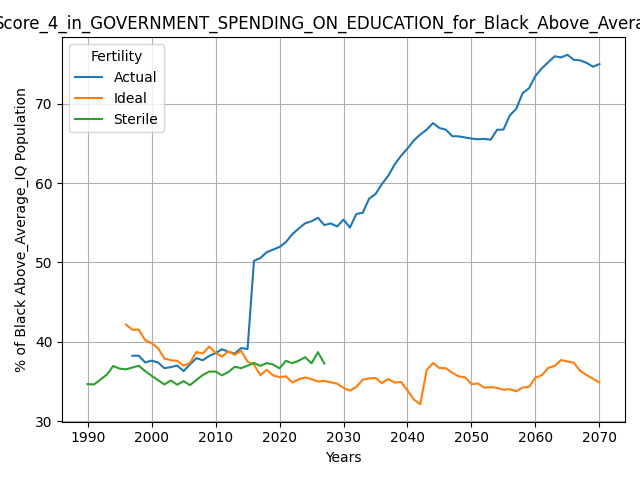 Score_4_in_GOVERNMENT_SPENDING_ON_EDUCATION_for_Black_Above_Avera
Fertility
Actual
Ideal
Sterile
% of Black Above_Average_IQ Population
70
60
50
40
30
1990 2000 2010 2020 2030 2040 2050 2060 2070
Years